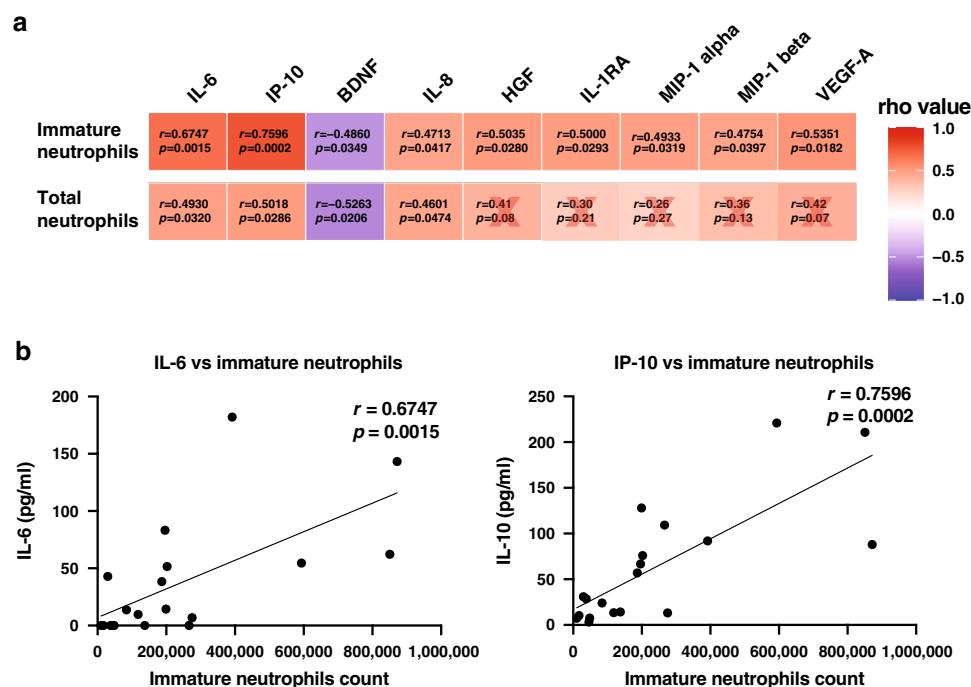 a
IL-6 IP-10 BDNF IL-8 HGF IL-1RA MIP-1 alpha MIP-1 beta VEGF-A
rho value
Immature neutrophils
r=0.6747 r=0.7596 r=−0.4860 r=0.4713 r=0.5035 r=0.5000 r=0.4933 r=0.4754 r=0.5351
p=0.0015 p=0.0002 p=0.0349 p=0.0417 p=0.0280 p=0.0293 p=0.0319 p=0.0397 p=0.0182
Total neutrophils
r=0.4930 r=0.5018 r=−0.5263 r=0.4601 r=0.41 r=0.30 r=0.26 r=0.36 r=0.42
p=0.0320 p=0.0286 p=0.0206 p=0.0474 p=0.08 p=0.21 p=0.27 p=0.13 p=0.07
X X X X X
1.0
0.5
0.0
−0.5
−1.0
b
IL-6 vs immature neutrophils
r = 0.6747
p = 0.0015
IL-6 (pg/ml)
200
150
100
50
0
0 200,000 400,000 600,000 800,000 1,000,000
Immature neutrophils count
IP-10 vs immature neutrophils
r = 0.7596
p = 0.0002
IL-10 (pg/ml)
250
200
150
100
50
0
0 200,000 400,000 600,000 800,000 1,000,000
Immature neutrophils count